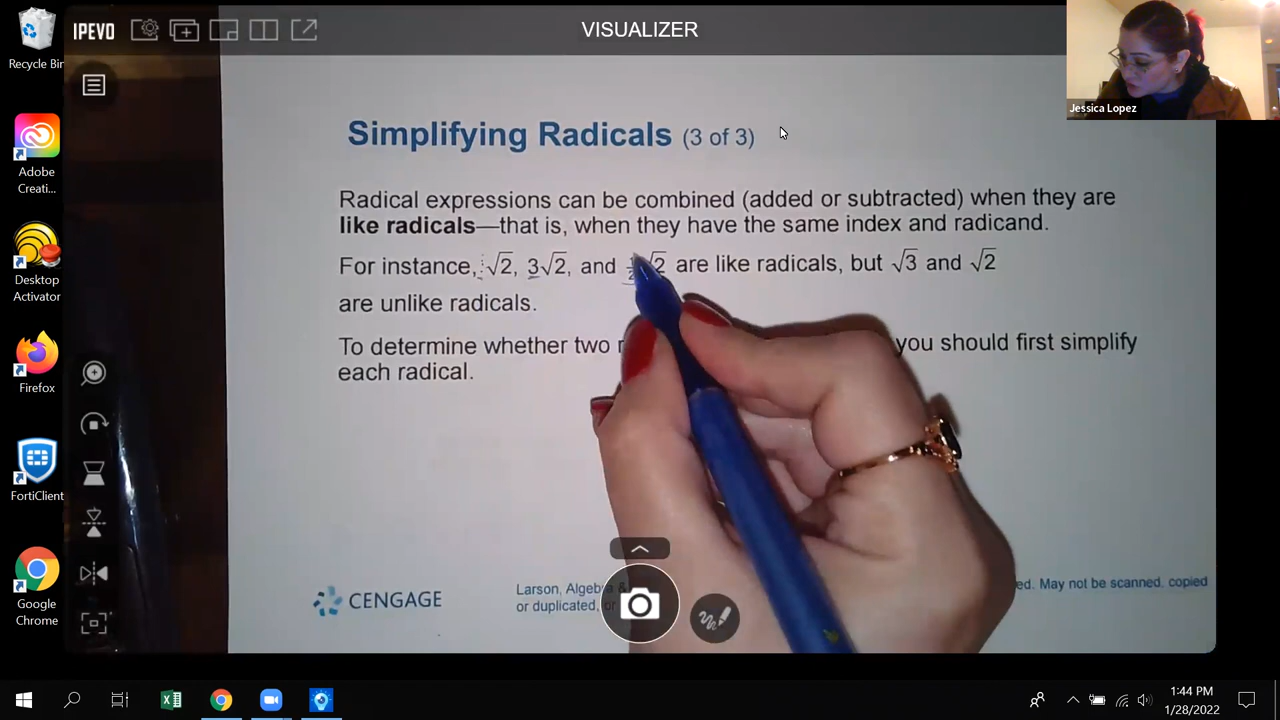 Recycle Bin
IPEVO
VISUALIZER
Jessica Lopez
Adobe
Creati...
Desktop
Activator
Firefox
FortiClient
Google
Chrome
Simplifying Radicals (3 of 3)
Radical expressions can be combined (added or subtracted) when they are
like radicals—that is, when they have the same index and radicand.
For instance, √2, 3√2, and √2 are like radicals, but √3 and √2
are unlike radicals.
To determine whether two you should first simplify
each radical.
CENGAGE
Larson, Algebra & ed. May not be scanned, copied
or duplicated,
1:44 PM
1/28/2022